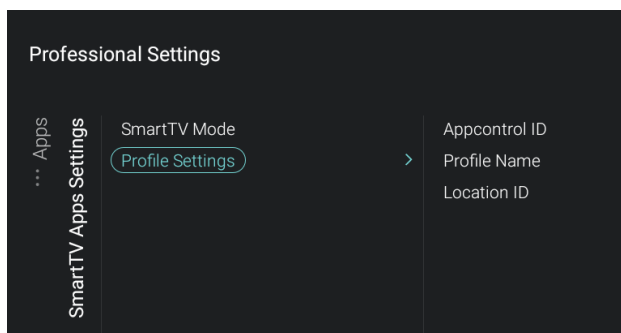 Professional Settings
... Apps
SmartTV Apps Settings
SmartTV Mode
Profile Settings
>
Appcontrol ID
Profile Name
Location ID